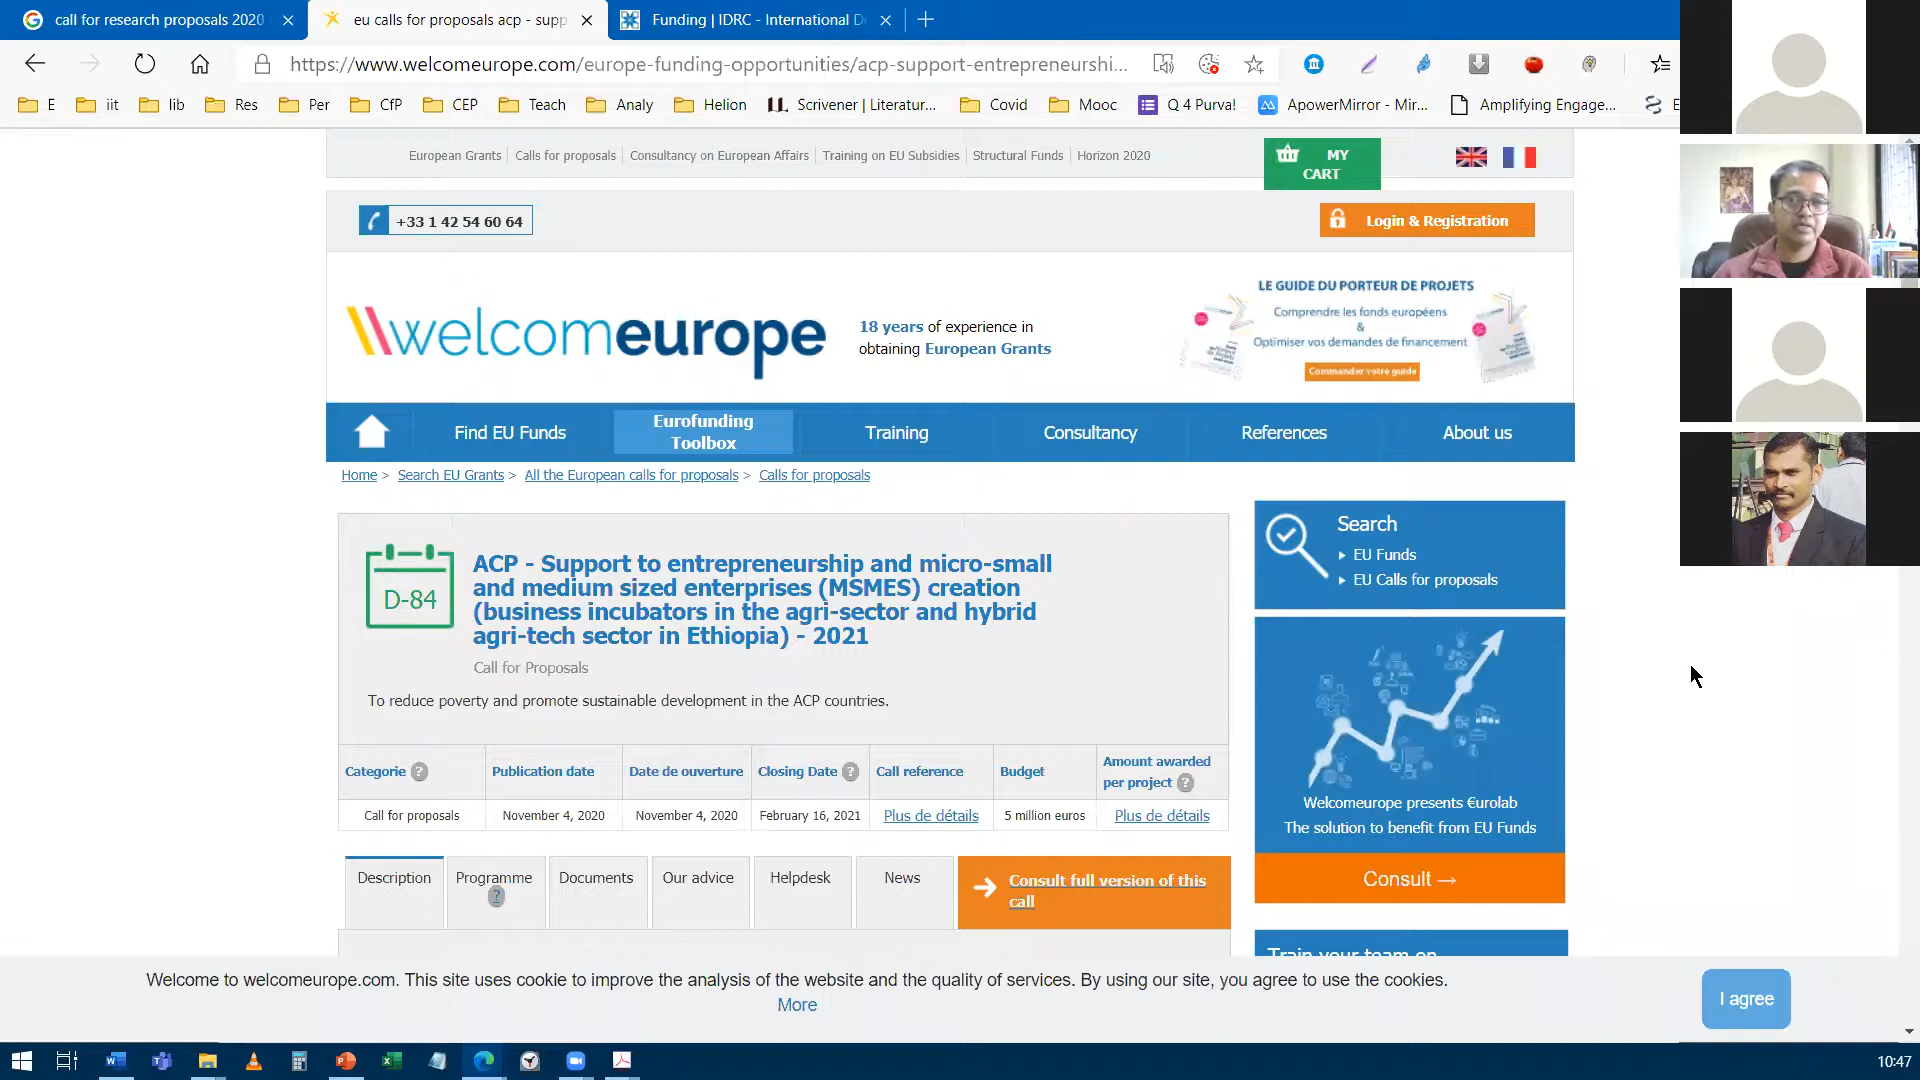 call for research proposals 2020
eu calls for proposals acp - supp
Funding | IDRC - International D
https://www.welcomeurope.com/europe-funding-opportunities/acp-support-entrepreneurshi...
E
iit
lib
Res
Per
CfP
CEP
Teach
Analy
Helion
Scrivener | Literatur...
Covid
Mooc
Q 4 Purva!
ApowerMirror - Mir...
Amplifying Engage...
E
European Grants
Calls for proposals
Consultancy on European Affairs
Training on EU Subsidies
Structural Funds
Horizon 2020
MY
CART
+33 1 42 54 60 64
Login & Registration
welcomeurope
18 years of experience in
obtaining European Grants
LE GUIDE DU PORTEUR DE PROJETS
Comprendre les fonds européens
&
Optimiser vos demandes de financement
Commander votre guide
Find EU Funds
Eurofunding
Toolbox
Training
Consultancy
References
About us
Home > Search EU Grants > All the European calls for proposals > Calls for proposals
D-84
ACP - Support to entrepreneurship and micro-small
and medium sized enterprises (MSMES) creation
(business incubators in the agri-sector and hybrid
agri-tech sector in Ethiopia) - 2021
Call for Proposals
To reduce poverty and promote sustainable development in the ACP countries.
Categorie ?
Publication date
Date de ouverture
Closing Date ?
Call reference
Budget
Amount awarded
per project ?
Call for proposals
November 4, 2020
November 4, 2020
February 16, 2021
Plus de détails
5 million euros
Plus de détails
Description
Programme
?
Documents
Our advice
Helpdesk
News
Consult full version of this
call
Search
EU Funds
EU Calls for proposals
Welcomeurope presents €urolab
The solution to benefit from EU Funds
Consult →
Train your team on
Welcome to welcomeurope.com. This site uses cookie to improve the analysis of the website and the quality of services. By using our site, you agree to use the cookies.
More
I agree
10:47